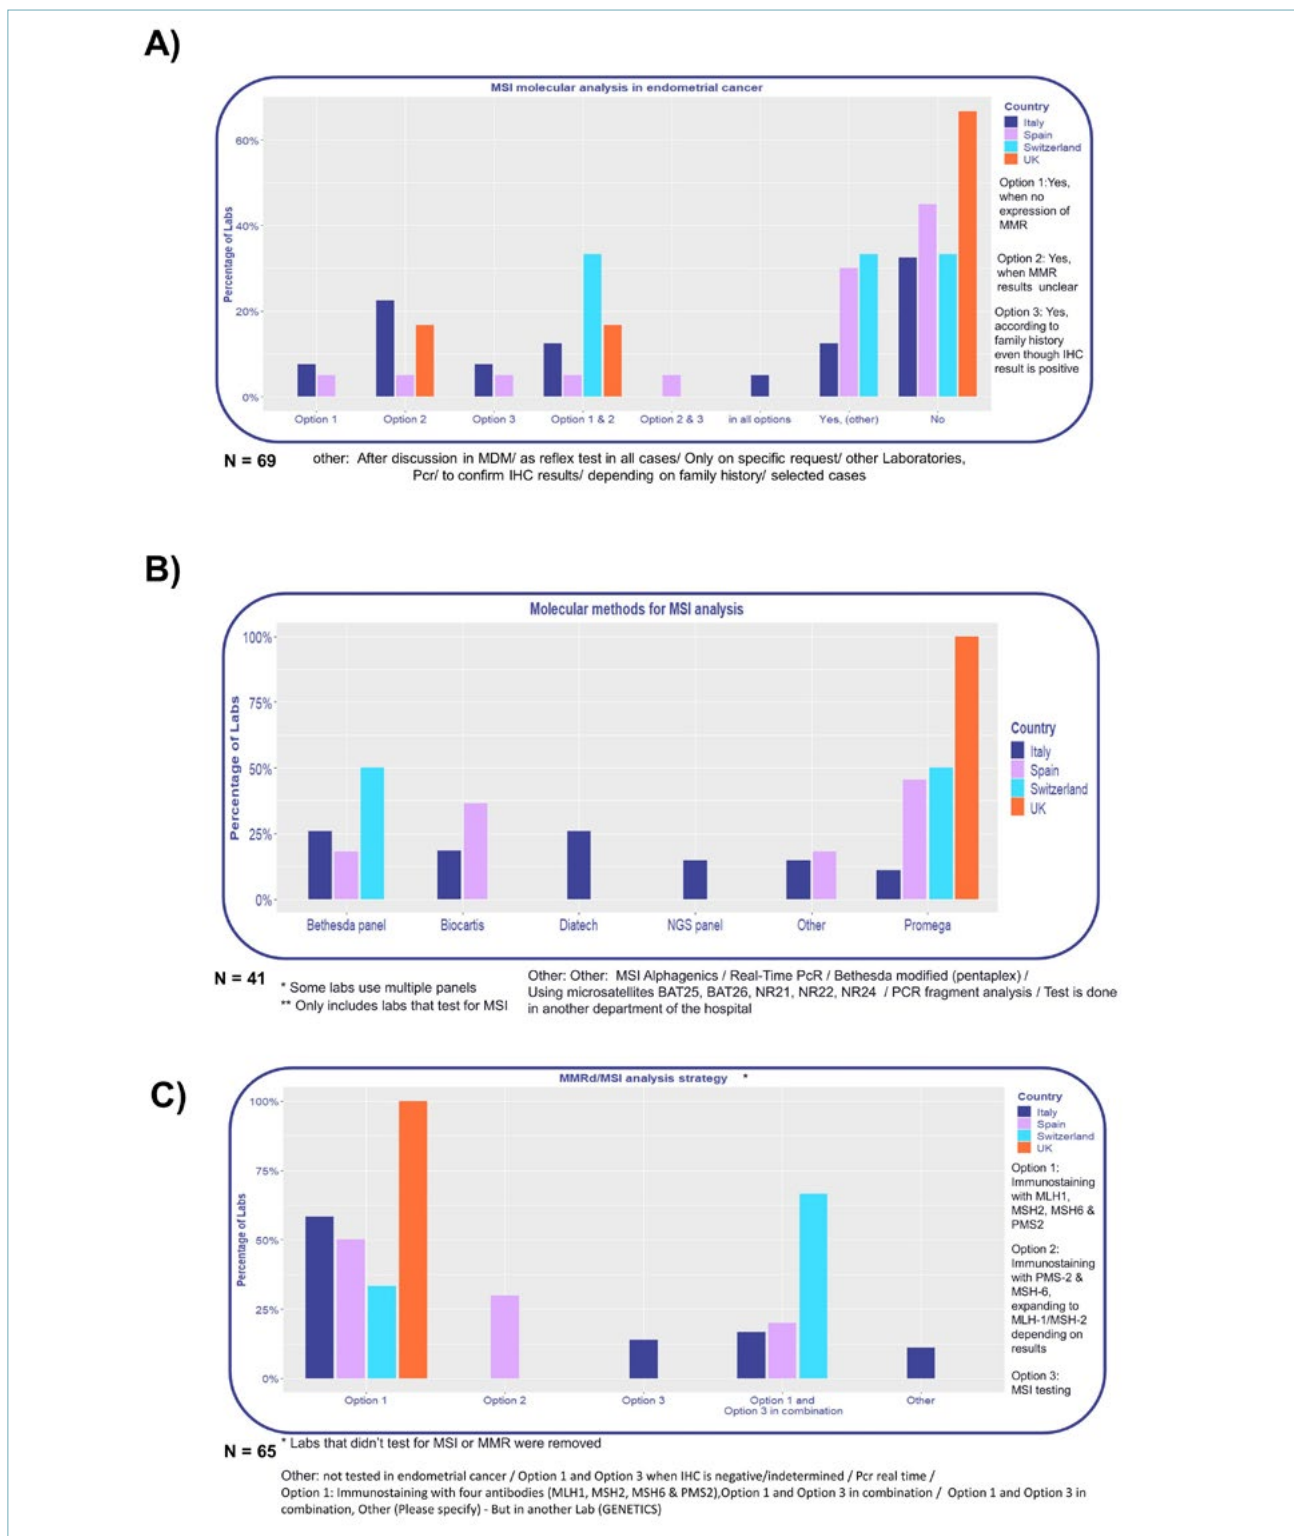 A)
MSI molecular analysis in endometrial cancer
Percentage of Labs
60%
40%
20%
0%
Option 1
Option 2
Option 3
Option 1 & 2
Option 2 & 3
in all options
Yes, (other)
No
Country
Italy
Spain
Switzerland
UK
Option 1:Yes,
when no
expression of
MMR
Option 2: Yes,
when MMR
results unclear
Option 3: Yes,
according to
family history
even though IHC
result is positive
N = 69
other: After discussion in MDM/ as reflex test in all cases/ Only on specific request/ other Laboratories,
Pcr/ to confirm IHC results/ depending on family history/ selected cases
B)
Molecular methods for MSI analysis
Percentage of Labs
100%
75%
50%
25%
0%
Bethesda panel
Biocartis
Diatech
NGS panel
Other
Promega
Country
Italy
Spain
Switzerland
UK
N = 41
* Some labs use multiple panels
** Only includes labs that test for MSI
Other: Other: MSI Alphagenics / Real-Time PcR / Bethesda modified (pentaplex) /
Using microsatellites BAT25, BAT26, NR21, NR22, NR24 / PCR fragment analysis / Test is done
in another department of the hospital
C)
MMRd/MSI analysis strategy *
Percentage of Labs
100%
75%
50%
25%
0%
Option 1
Option 2
Option 3
Option 1 and
Option 3 in combination
Other
Country
Italy
Spain
Switzerland
UK
Option 1:
Immunostaining
with MLH1,
MSH2, MSH6 &
PMS2
Option 2:
Immunostaining
with PMS-2 &
MSH-6,
expanding to
MLH-1/MSH-2
depending on
results
Option 3:
MSI testing
N = 65
* Labs that didn't test for MSI or MMR were removed
Other: not tested in endometrial cancer / Option 1 and Option 3 when IHC is negative/indetermined / Pcr real time /
Option 1: Immunostaining with four antibodies (MLH1, MSH2, MSH6 & PMS2),Option 1 and Option 3 in combination / Option 1 and Option 3 in
combination, Other (Please specify) - But in another Lab (GENETICS)